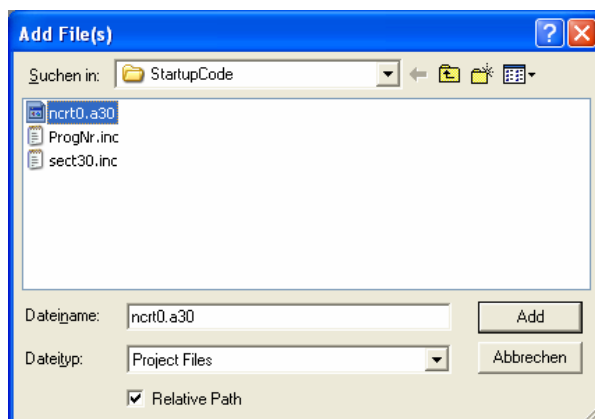 Add File(s)
Suchen in: StartupCode
ncrt0.a30
ProgNr.inc
sect30.inc
Dateiname: ncrt0.a30 Add
Dateityp: Project Files Abbrechen
Relative Path